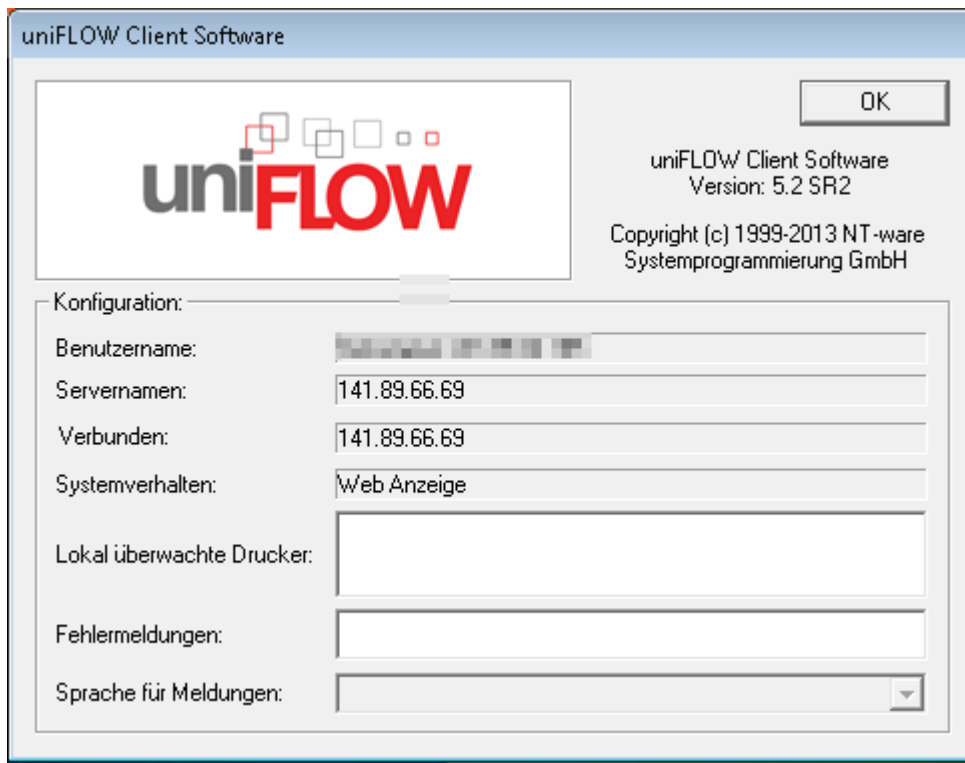 uniFLOW Client Software
uniFLOW
OK
uniFLOW Client Software
Version: 5.2 SR2
Copyright (c) 1999-2013 NT-ware
Systemprogrammierung GmbH
Konfiguration:
Benutzername:
Servernamen: 141.89.66.69
Verbunden: 141.89.66.69
Systemverhalten: Web Anzeige
Lokal überwachte Drucker:
Fehlermeldungen:
Sprache für Meldungen: